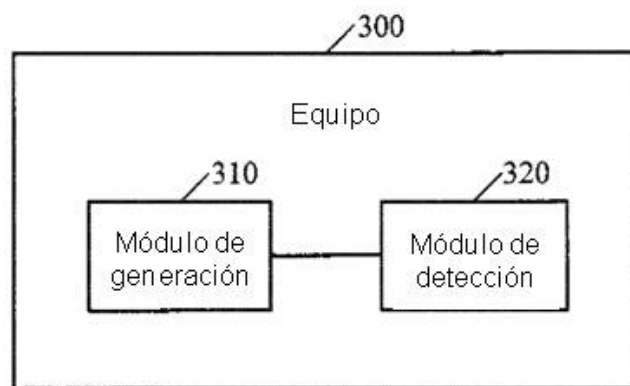 300
Equipo
310
320
Módulo de
generación
Módulo de
detección